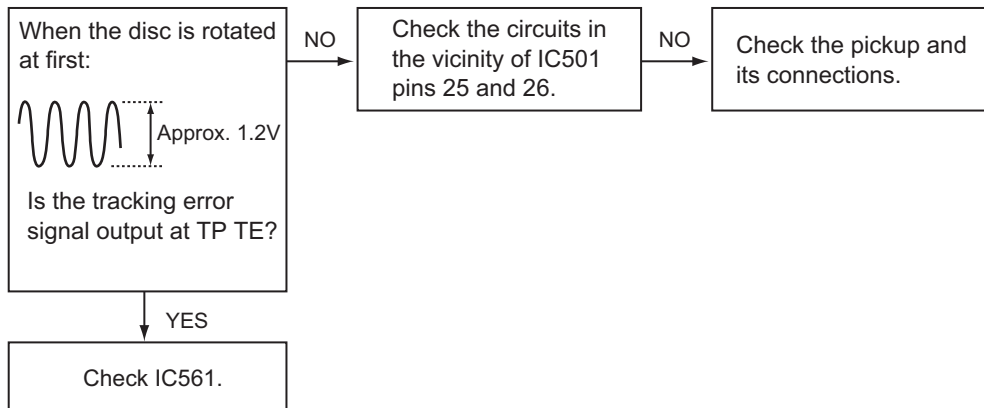 When the disc is rotated
at first:
Approx. 1.2V
Is the tracking error
signal output at TP TE?
NO
Check the circuits in
the vicinity of IC501
pins 25 and 26.
NO
Check the pickup and
its connections.
YES
Check IC561.